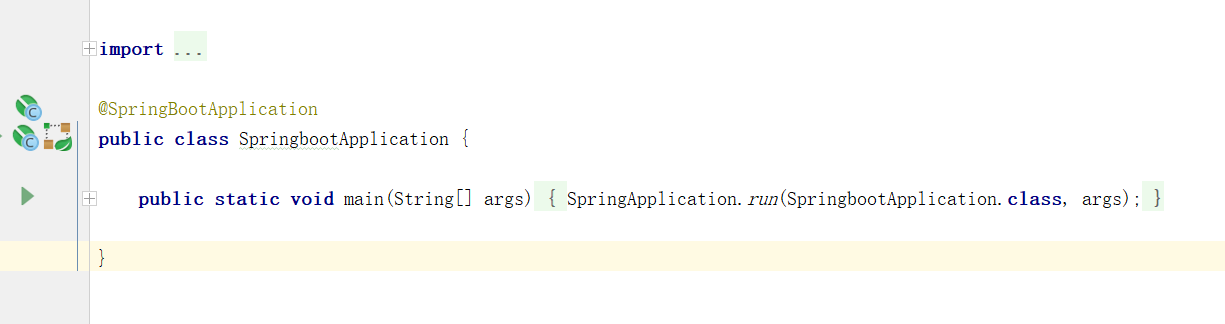 import ...
@SpringBootApplication
public class SpringbootApplication {
public static void main(String[] args) { SpringApplication.run(SpringbootApplication.class, args); }
}